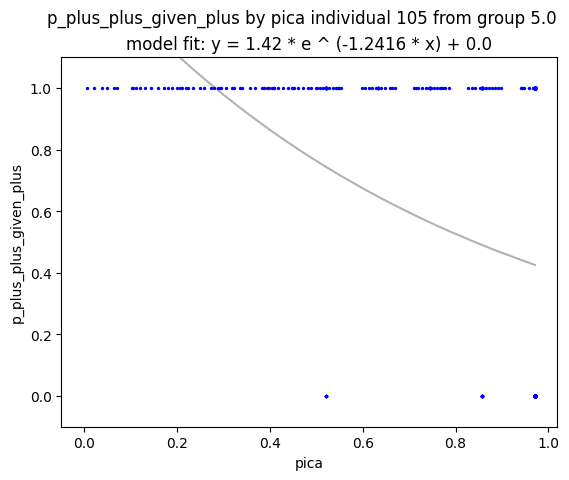 p_plus_plus_given_plus by pica individual 105 from group 5.0
model fit: y = 1.42 * e ^ (-1.2416 * x) + 0.0
1.0
0.8
0.6
0.4
0.2
0.0
p_plus_plus_given_plus
0.0 0.2 0.4 0.6 0.8 1.0
pica